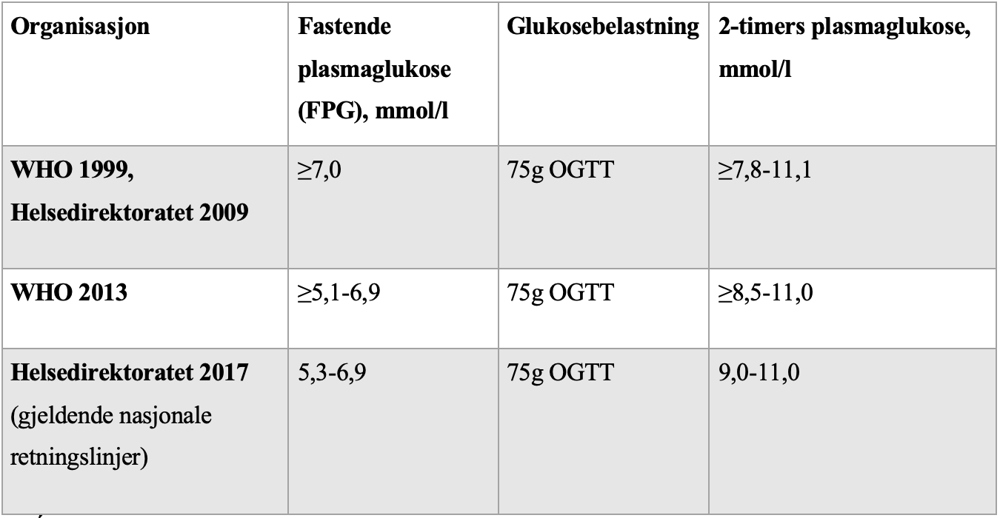 Organisasjon
Fastende
plasmaglukose
(FPG), mmol/l
Glukosebelastning
2-timers plasmaglukose,
mmol/l
WHO 1999,
Helsedirektoratet 2009
≥7,0
75g OGTT
≥7,8-11,1
WHO 2013
≥5,1-6,9
75g OGTT
≥8,5-11,0
Helsedirektoratet 2017
(gjeldende nasjonale
retningslinjer)
5,3-6,9
75g OGTT
9,0-11,0